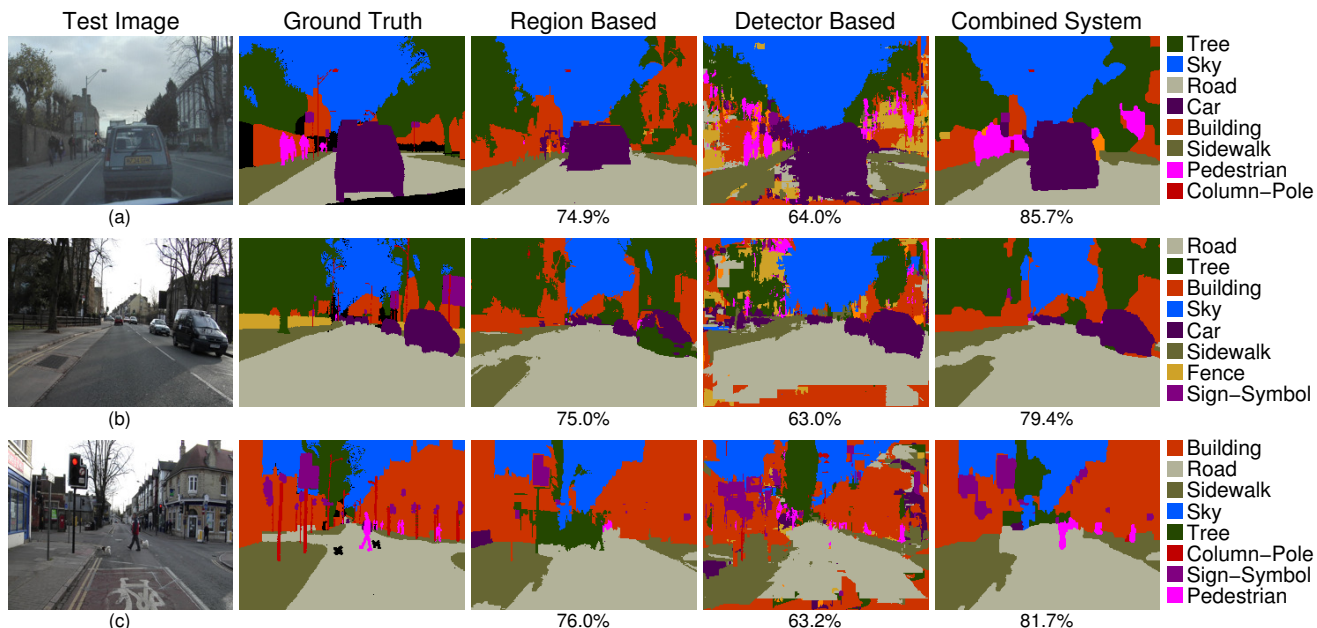 Test Image Ground Truth Region Based Detector Based Combined System
Tree
Sky
Road
Car
Building
Sidewalk
Pedestrian
Column-Pole
(a) 74.9% 64.0% 85.7%
Road
Tree
Building
Sky
Car
Sidewalk
Fence
Sign-Symbol
(b) 75.0% 63.0% 79.4%
Building
Road
Sidewalk
Sky
Tree
Column-Pole
Sign-Symbol
Pedestrian
(c) 76.0% 63.2% 81.7%